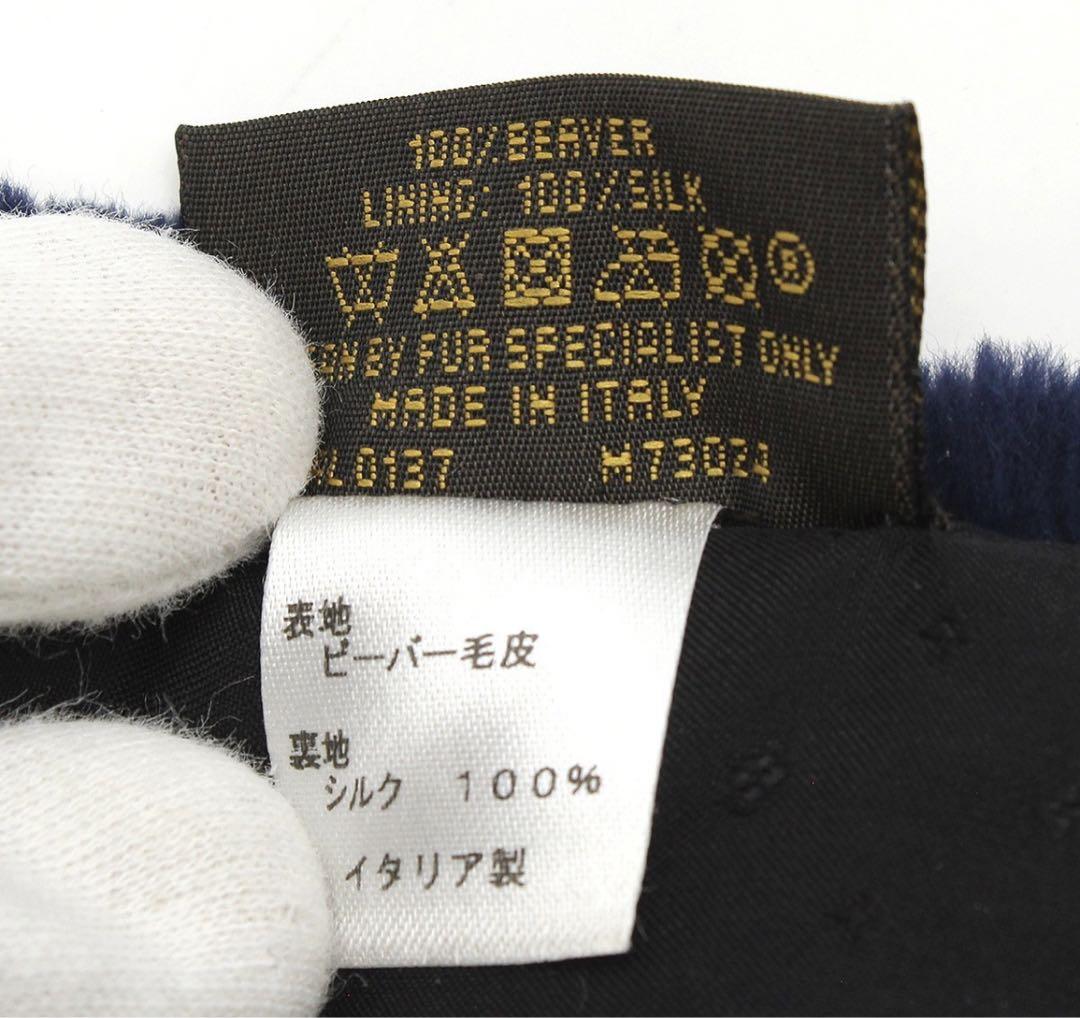 100% BEAVER
LINING: 100% SILK
BY FUR SPECIALIST ONLY
MADE IN ITALY
M73024
表地
ビーバー毛皮
裏地
シルク 100%
イタリア製